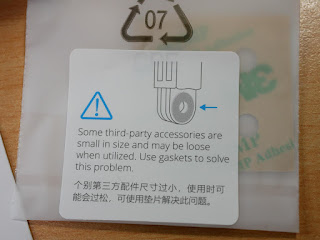 07
Some third-party accessories are
small in size and may be loose
when utilized. Use gaskets to solve
this problem.
个别第三方配件尺寸过小，使用时可
能会过松，可使用垫片解决此问题。
3M